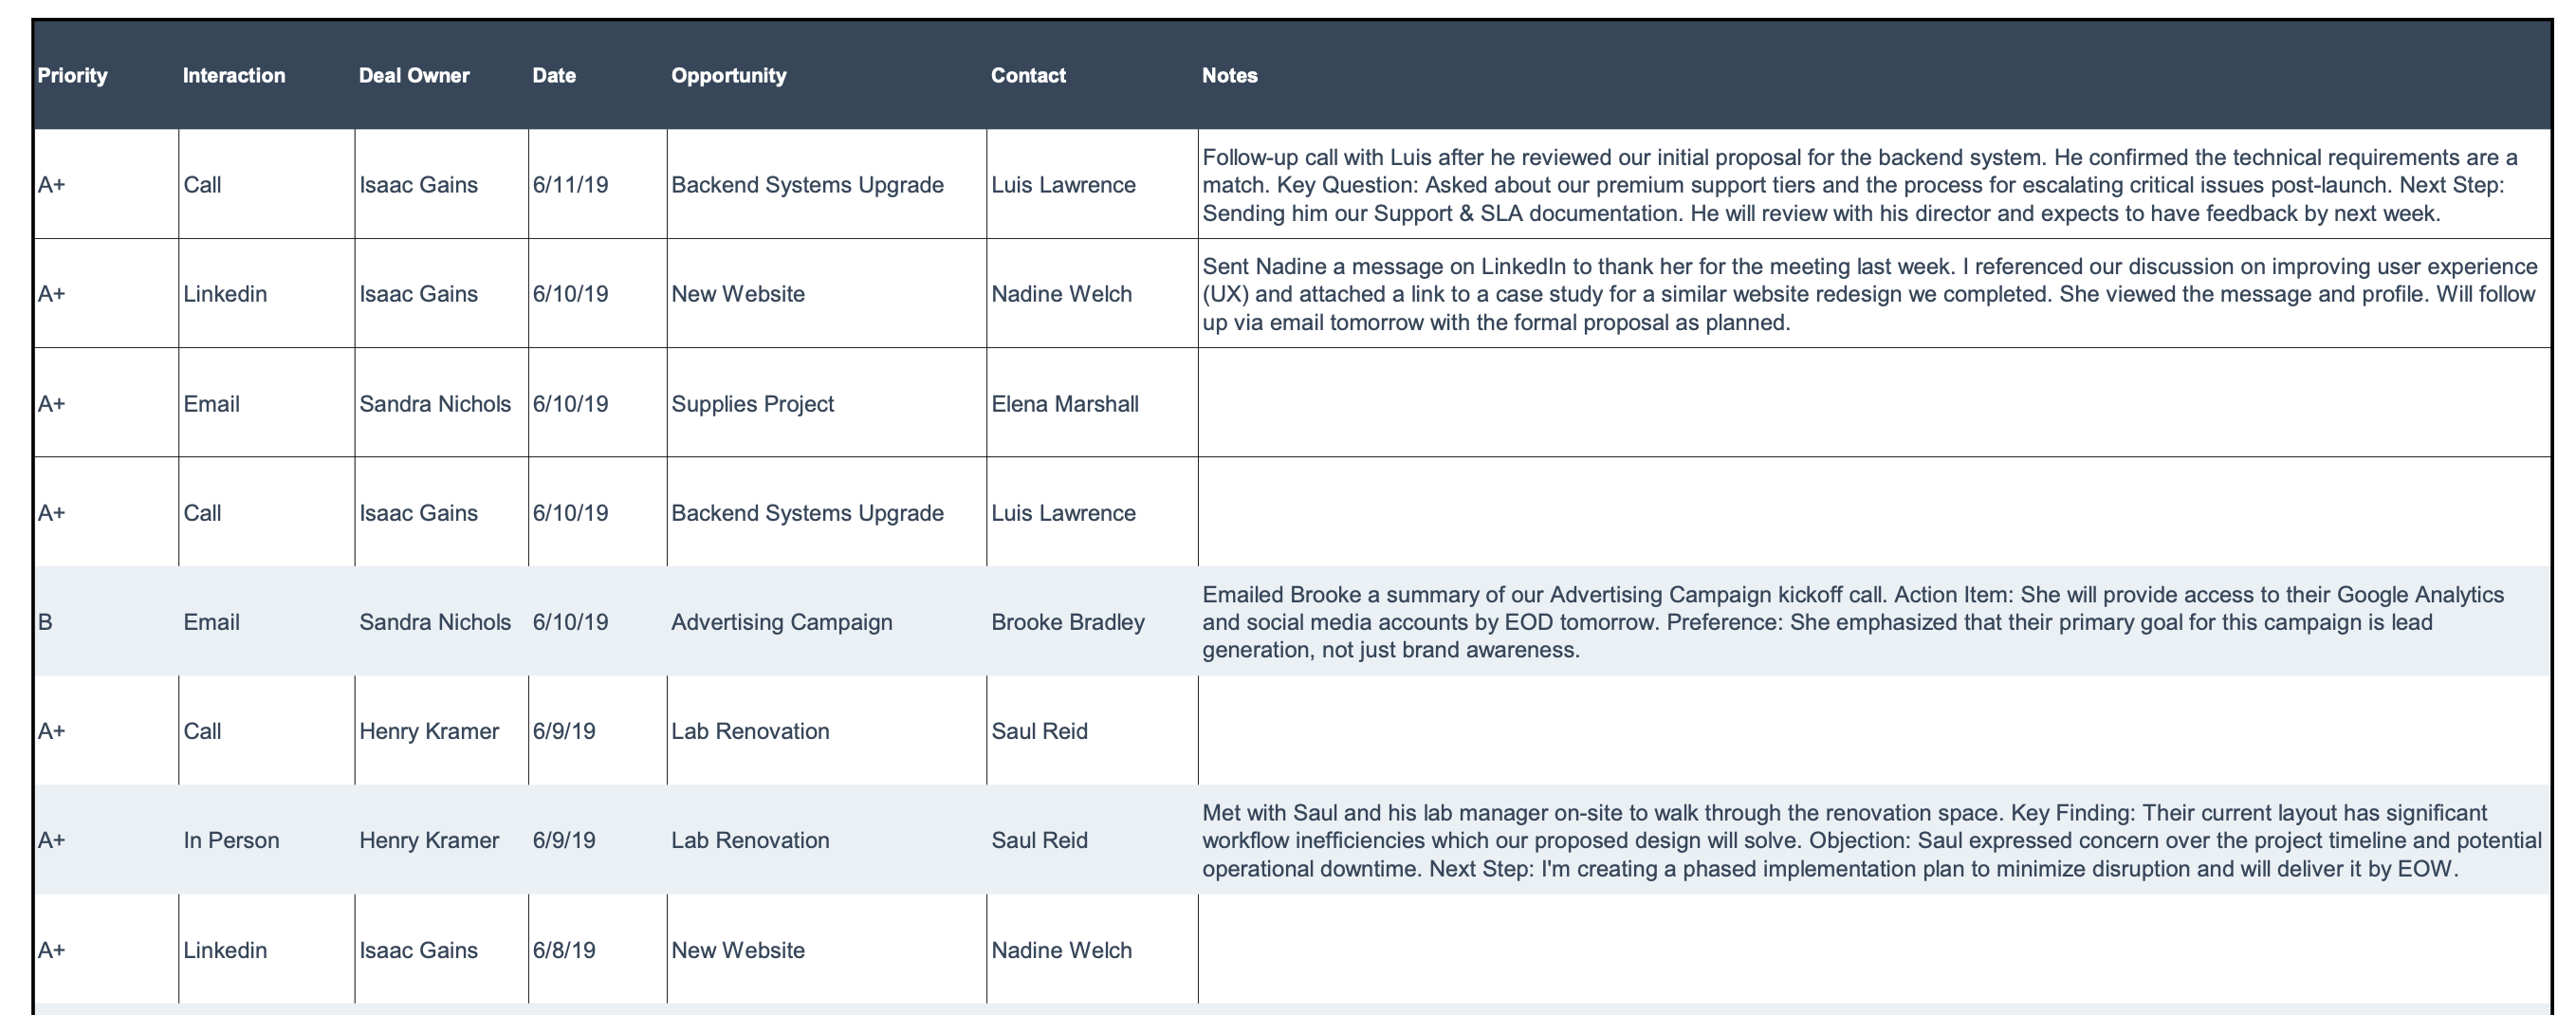 Priority Interaction Deal Owner Date Opportunity Contact Notes
A+ Call Isaac Gains 6/11/19 Backend Systems Upgrade Luis Lawrence Follow-up call with Luis after he reviewed our initial proposal for the backend system. He confirmed the technical requirements are a
match. Key Question: Asked about our premium support tiers and the process for escalating critical issues post-launch. Next Step:
Sending him our Support & SLA documentation. He will review with his director and expects to have feedback by next week.
A+ Linkedin Isaac Gains 6/10/19 New Website Nadine Welch Sent Nadine a message on LinkedIn to thank her for the meeting last week. I referenced our discussion on improving user experience
(UX) and attached a link to a case study for a similar website redesign we completed. She viewed the message and profile. Will follow
up via email tomorrow with the formal proposal as planned.
A+ Email Sandra Nichols 6/10/19 Supplies Project Elena Marshall
A+ Call Isaac Gains 6/10/19 Backend Systems Upgrade Luis Lawrence
B Email Sandra Nichols 6/10/19 Advertising Campaign Brooke Bradley Emailed Brooke a summary of our Advertising Campaign kickoff call. Action Item: She will provide access to their Google Analytics
and social media accounts by EOD tomorrow. Preference: She emphasized that their primary goal for this campaign is lead
generation, not just brand awareness.
A+ Call Henry Kramer 6/9/19 Lab Renovation Saul Reid
A+ In Person Henry Kramer 6/9/19 Lab Renovation Saul Reid Met with Saul and his lab manager on-site to walk through the renovation space. Key Finding: Their current layout has significant
workflow inefficiencies which our proposed design will solve. Objection: Saul expressed concern over the project timeline and potential
operational downtime. Next Step: I'm creating a phased implementation plan to minimize disruption and will deliver it by EOW.
A+ Linkedin Isaac Gains 6/8/19 New Website Nadine Welch